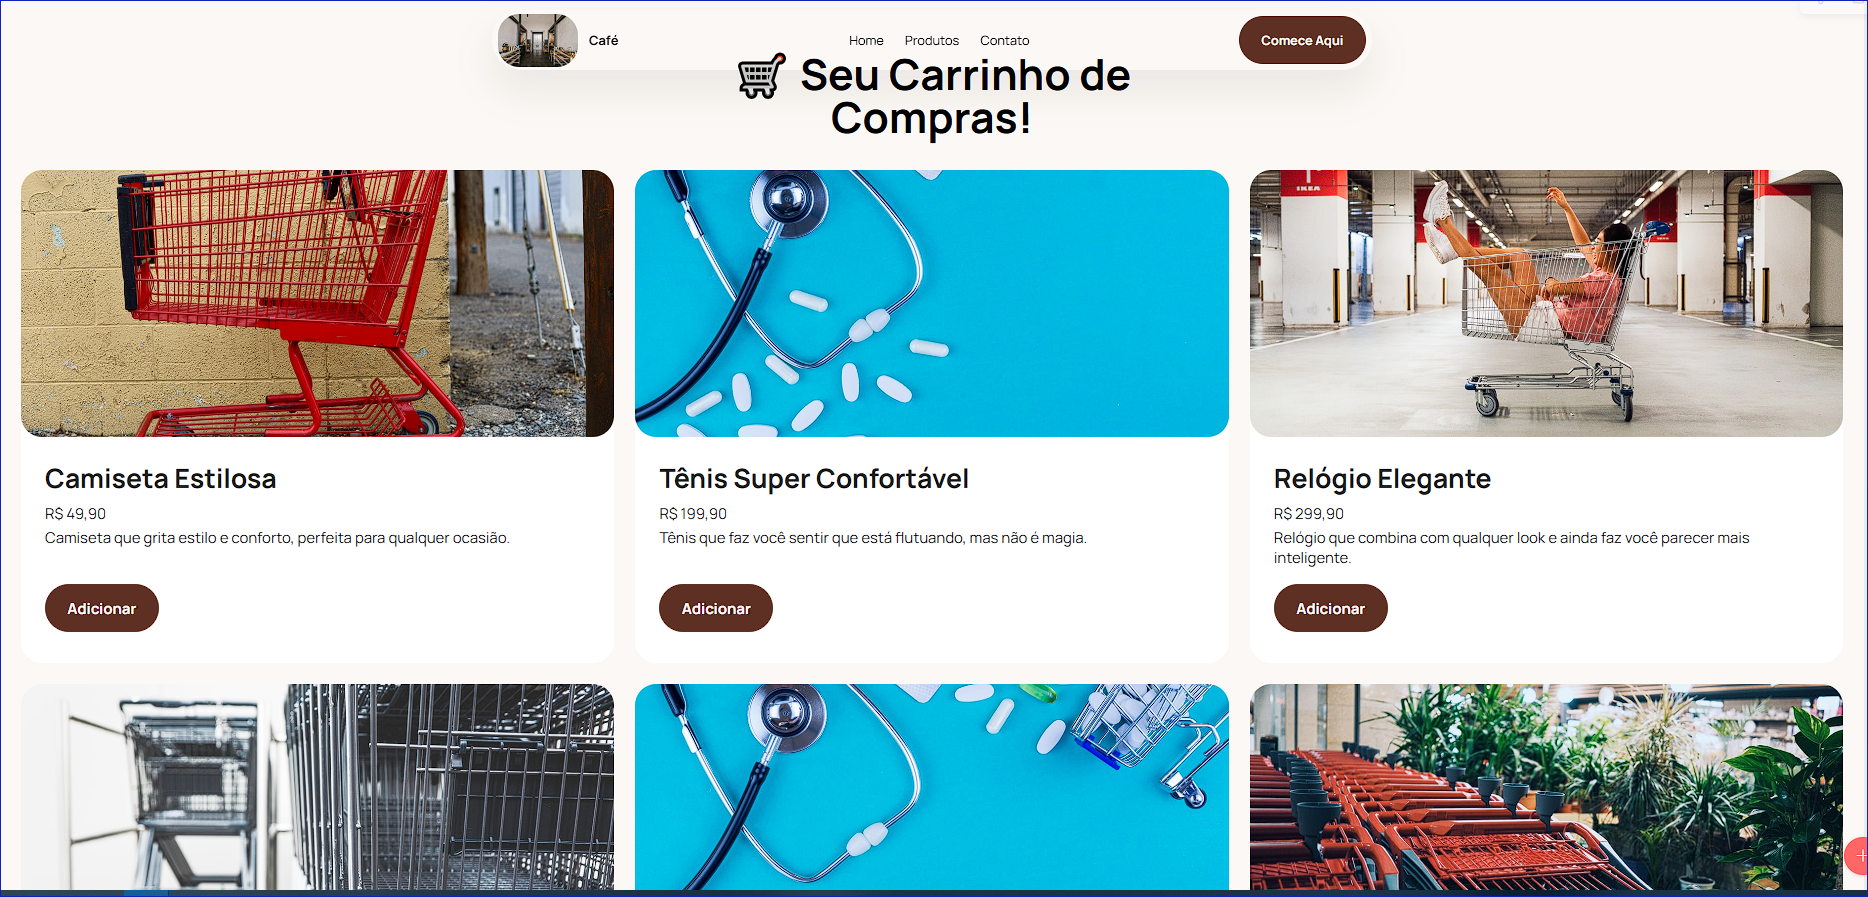 Café
Home Produtos Contato
Comece Aqui
Seu Carrinho de
Compras!
IKEA
Camiseta Estilosa
R$ 49,90
Camiseta que grita estilo e conforto, perfeita para qualquer ocasião.
Adicionar
Tênis Super Confortável
R$ 199,90
Tênis que faz você sentir que está flutuando, mas não é magia.
Adicionar
Relógio Elegante
R$ 299,90
Relógio que combina com qualquer look e ainda faz você parecer mais
inteligente.
Adicionar